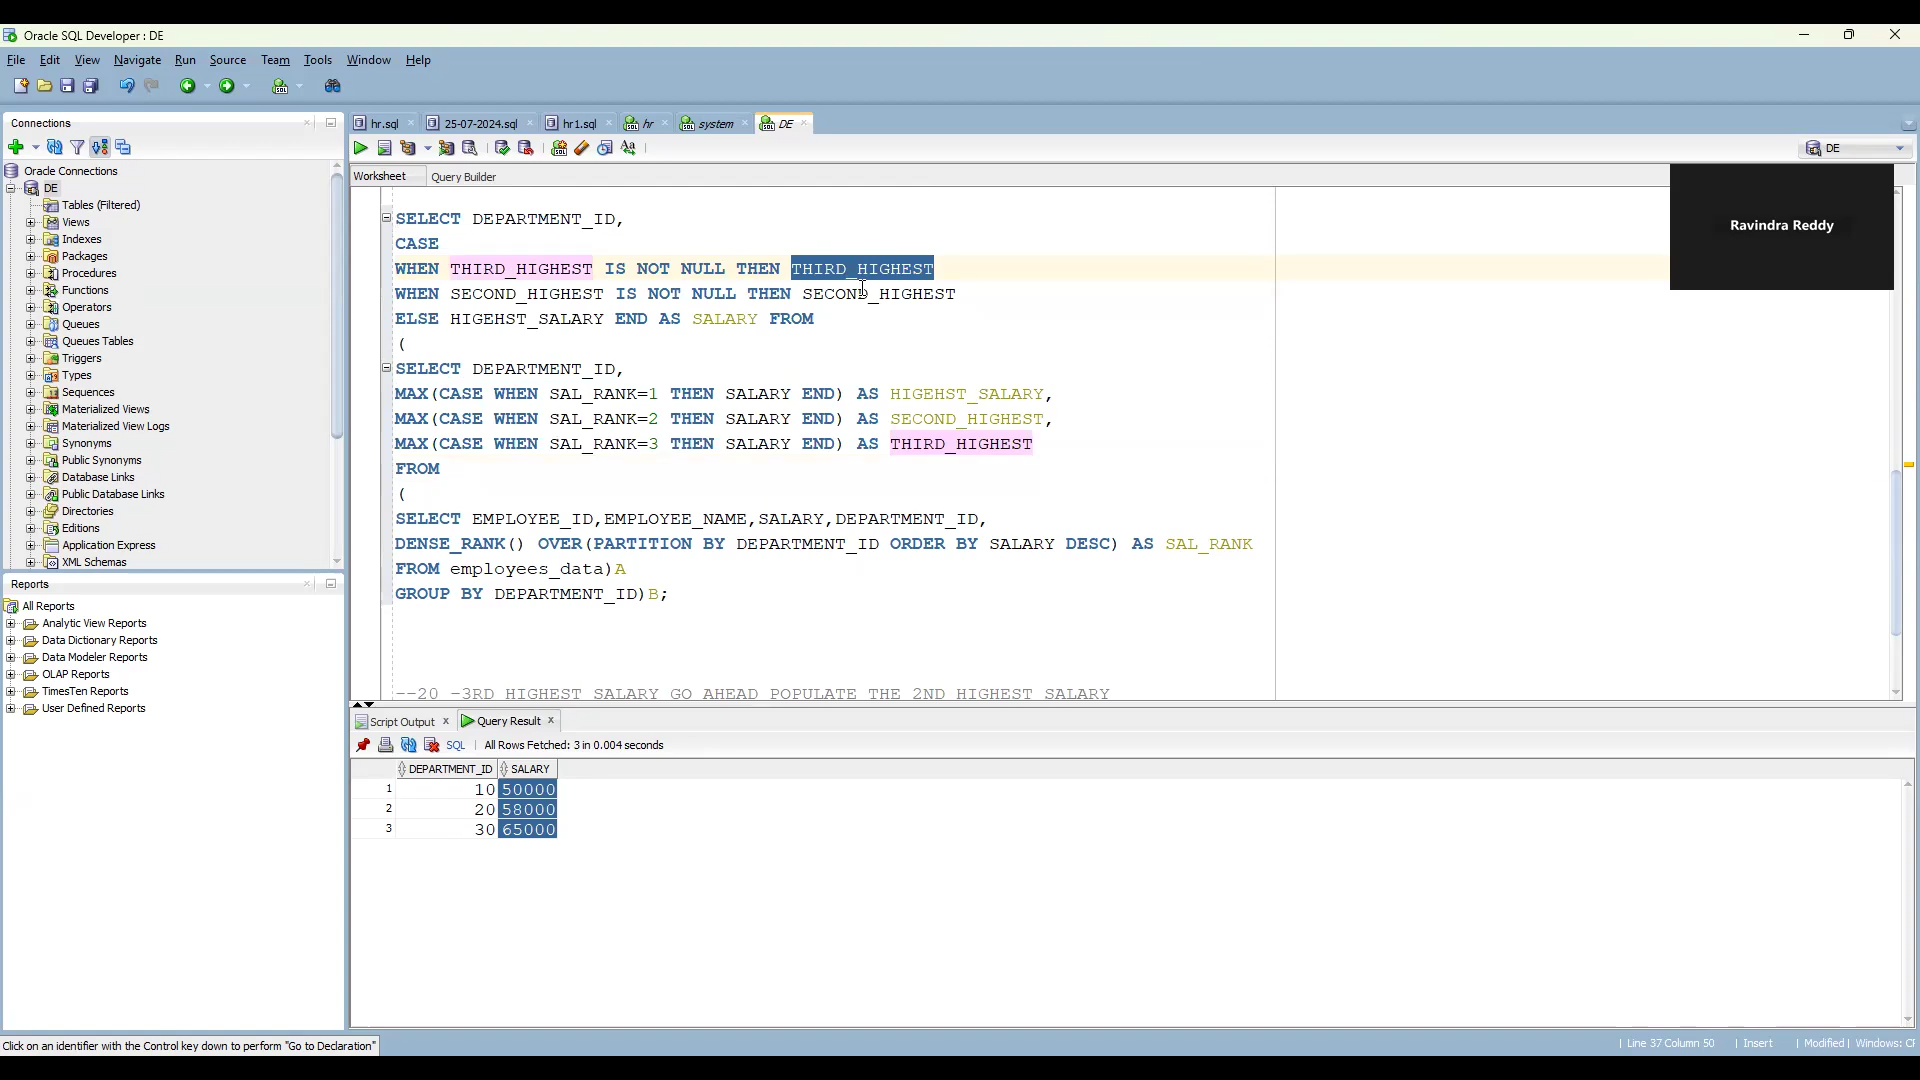 Oracle SQL Developer : DE
File Edit View Navigate Run Source Team Tools Window Help
Connections
hr.sql 25-07-2024.sql hr1.sql hr system DE
DE
Worksheet Query Builder
Oracle Connections
DE
Tables (Filtered)
Views
Indexes
Packages
Procedures
Functions
Operators
Queues
Queues Tables
Triggers
Types
Sequences
Materialized Views
Materialized View Logs
Synonyms
Public Synonyms
Database Links
Public Database Links
Directories
Editions
Application Express
XML Schemas
Reports
All Reports
Analytic View Reports
Data Dictionary Reports
Data Modeler Reports
OLAP Reports
TimesTen Reports
User Defined Reports
Ravindra Reddy
SELECT DEPARTMENT_ID,
CASE
WHEN THIRD_HIGHEST IS NOT NULL THEN THIRD_HIGHEST
WHEN SECOND_HIGHEST IS NOT NULL THEN SECOND_HIGHEST
ELSE HIGEHST_SALARY END AS SALARY FROM
(
SELECT DEPARTMENT_ID,
MAX(CASE WHEN SAL_RANK=1 THEN SALARY END) AS HIGEHST_SALARY,
MAX(CASE WHEN SAL_RANK=2 THEN SALARY END) AS SECOND_HIGHEST,
MAX(CASE WHEN SAL_RANK=3 THEN SALARY END) AS THIRD_HIGHEST
FROM
(
SELECT EMPLOYEE_ID,EMPLOYEE_NAME,SALARY,DEPARTMENT_ID,
DENSE_RANK() OVER(PARTITION BY DEPARTMENT_ID ORDER BY SALARY DESC) AS SAL_RANK
FROM employees_data)A
GROUP BY DEPARTMENT_ID)B;
--20 -3RD HIGHEST SALARY GO AHEAD POPULATE THE 2ND HIGHEST SALARY
Script Output x Query Result x
SQL | All Rows Fetched: 3 in 0.004 seconds
DEPARTMENT_ID SALARY
1 10 50000
2 20 58000
3 30 65000
Click on an identifier with the Control key down to perform "Go to Declaration"
| Line 37 Column 50 | Insert | Modified | Windows: CF